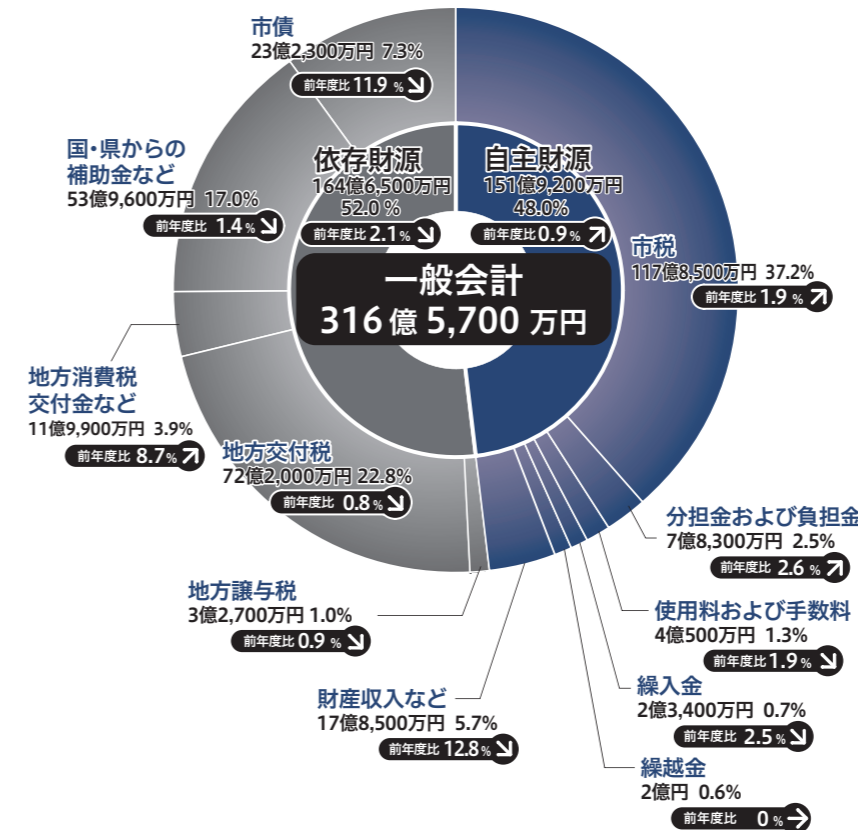 市債
23億2,300万円 7.3%
前年度比 11.9 % ↘
国・県からの
補助金など
53億9,600万円 17.0%
前年度比 1.4 % ↘
依存財源
164億6,500万円
52.0 %
前年度比 2.1 % ↘
自主財源
151億9,200万円
48.0%
前年度比 0.9 % ↗
一般会計
316 億 5,700 万円
市税
117億8,500万円 37.2%
前年度比 1.9 % ↗
地方消費税
交付金など
11億9,900万円 3.9%
前年度比 8.7 % ↗
地方交付税
72億2,000万円 22.8%
前年度比 0.8 % ↘
地方譲与税
3億2,700万円 1.0%
前年度比 0.9 % ↘
財産収入など
17億8,500万円 5.7%
前年度比 12.8 % ↘
分担金および負担金
7億8,300万円 2.5%
前年度比 2.6 % ↗
使用料および手数料
4億500万円 1.3%
前年度比 1.9 % ↘
繰入金
2億3,400万円 0.7%
前年度比 2.5 % ↘
繰越金
2億円 0.6%
前年度比 0 % →